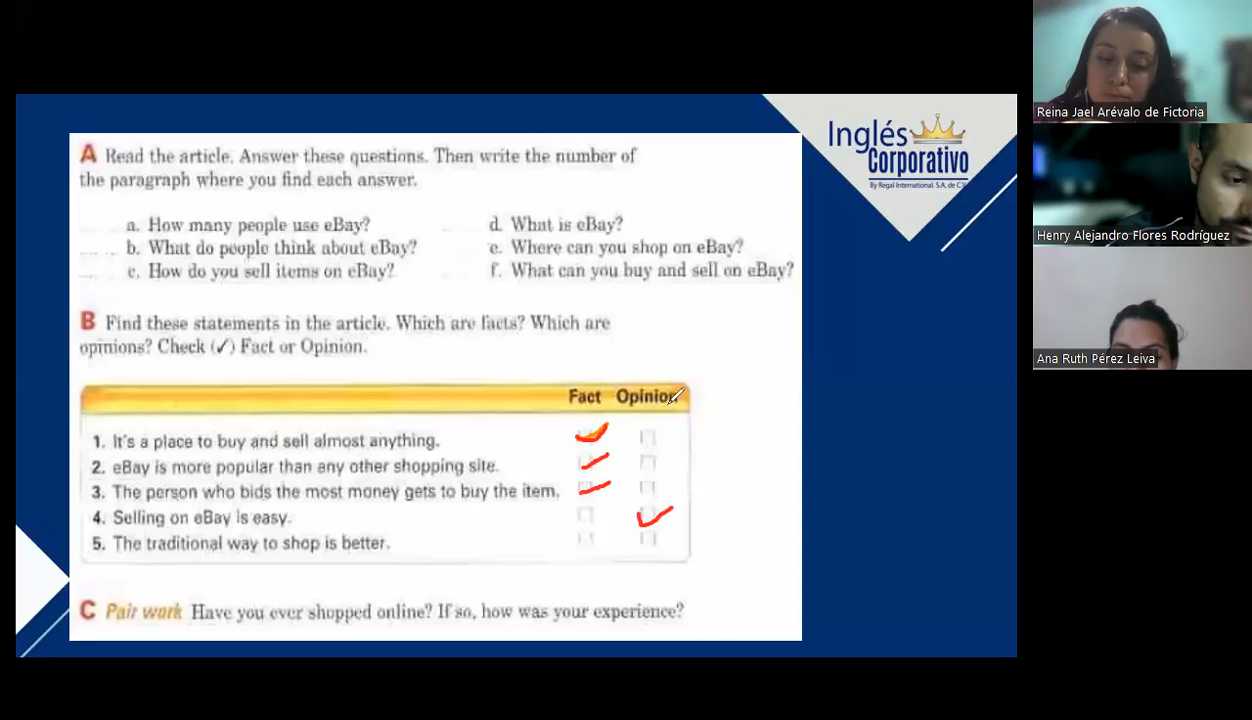 A Read the article. Answer these questions. Then write the number of
the paragraph where you find each answer.
a. How many people use eBay?
b. What do people think about eBay?
c. How do you sell items on eBay?
d. What is eBay?
e. Where can you shop on eBay?
f. What can you buy and sell on eBay?
B Find these statements in the article. Which are facts? Which are
opinions? Check (✓) Fact or Opinion.
Fact Opinion
1. It's a place to buy and sell almost anything.
2. eBay is more popular than any other shopping site.
3. The person who bids the most money gets to buy the item.
4. Selling on eBay is easy.
5. The traditional way to shop is better.
C Pair work Have you ever shopped online? If so, how was your experience?
Inglés
Corporativo
By Regal International, S.A. de C.V.
Reina Jael Arévalo de Fictoria
Henry Alejandro Flores Rodríguez
Ana Ruth Pérez Leiva